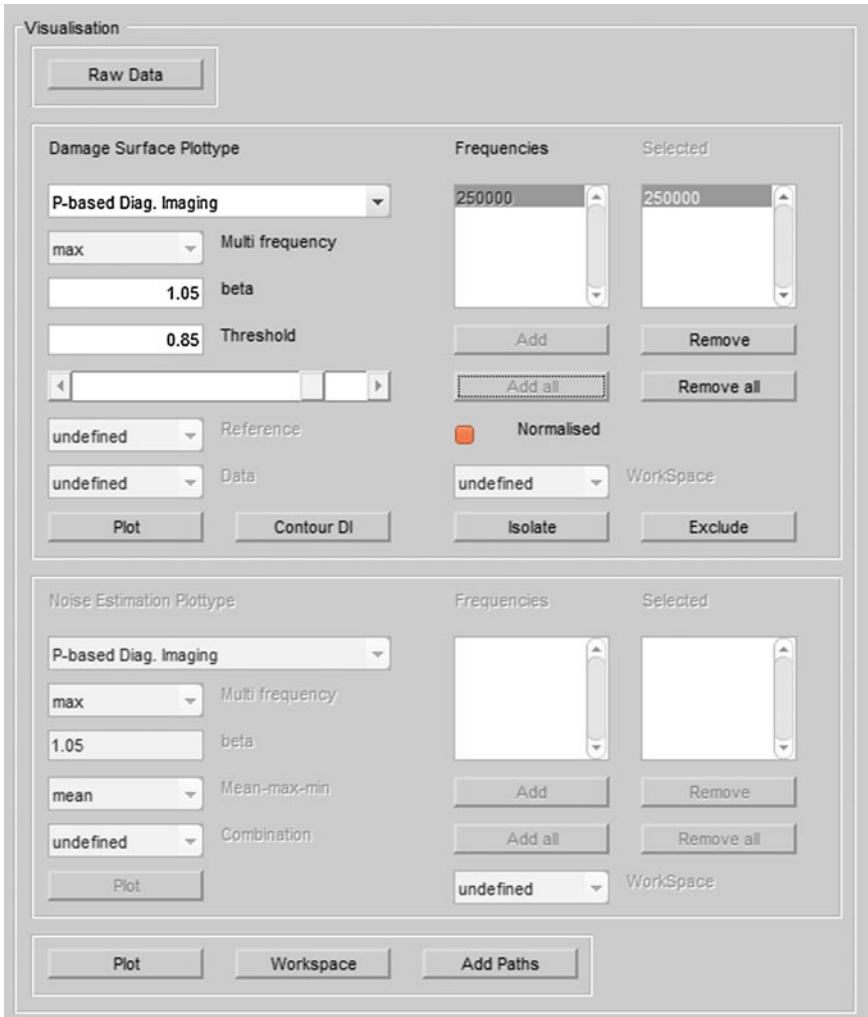 Visualisation
Raw Data
Damage Surface Plottype Frequencies Selected
P-based Diag. Imaging 250000 250000
max Multi frequency
1.05 beta
0.85 Threshold Add Remove
Add all Remove all
undefined Reference Normalised
undefined Data undefined WorkSpace
Plot Contour DI Isolate Exclude
Noise Estimation Plottype Frequencies Selected
P-based Diag. Imaging
max Multi frequency
1.05 beta
mean Mean-max-min Add Remove
undefined Combination Add all Remove all
Plot undefined WorkSpace
Plot Workspace Add Paths